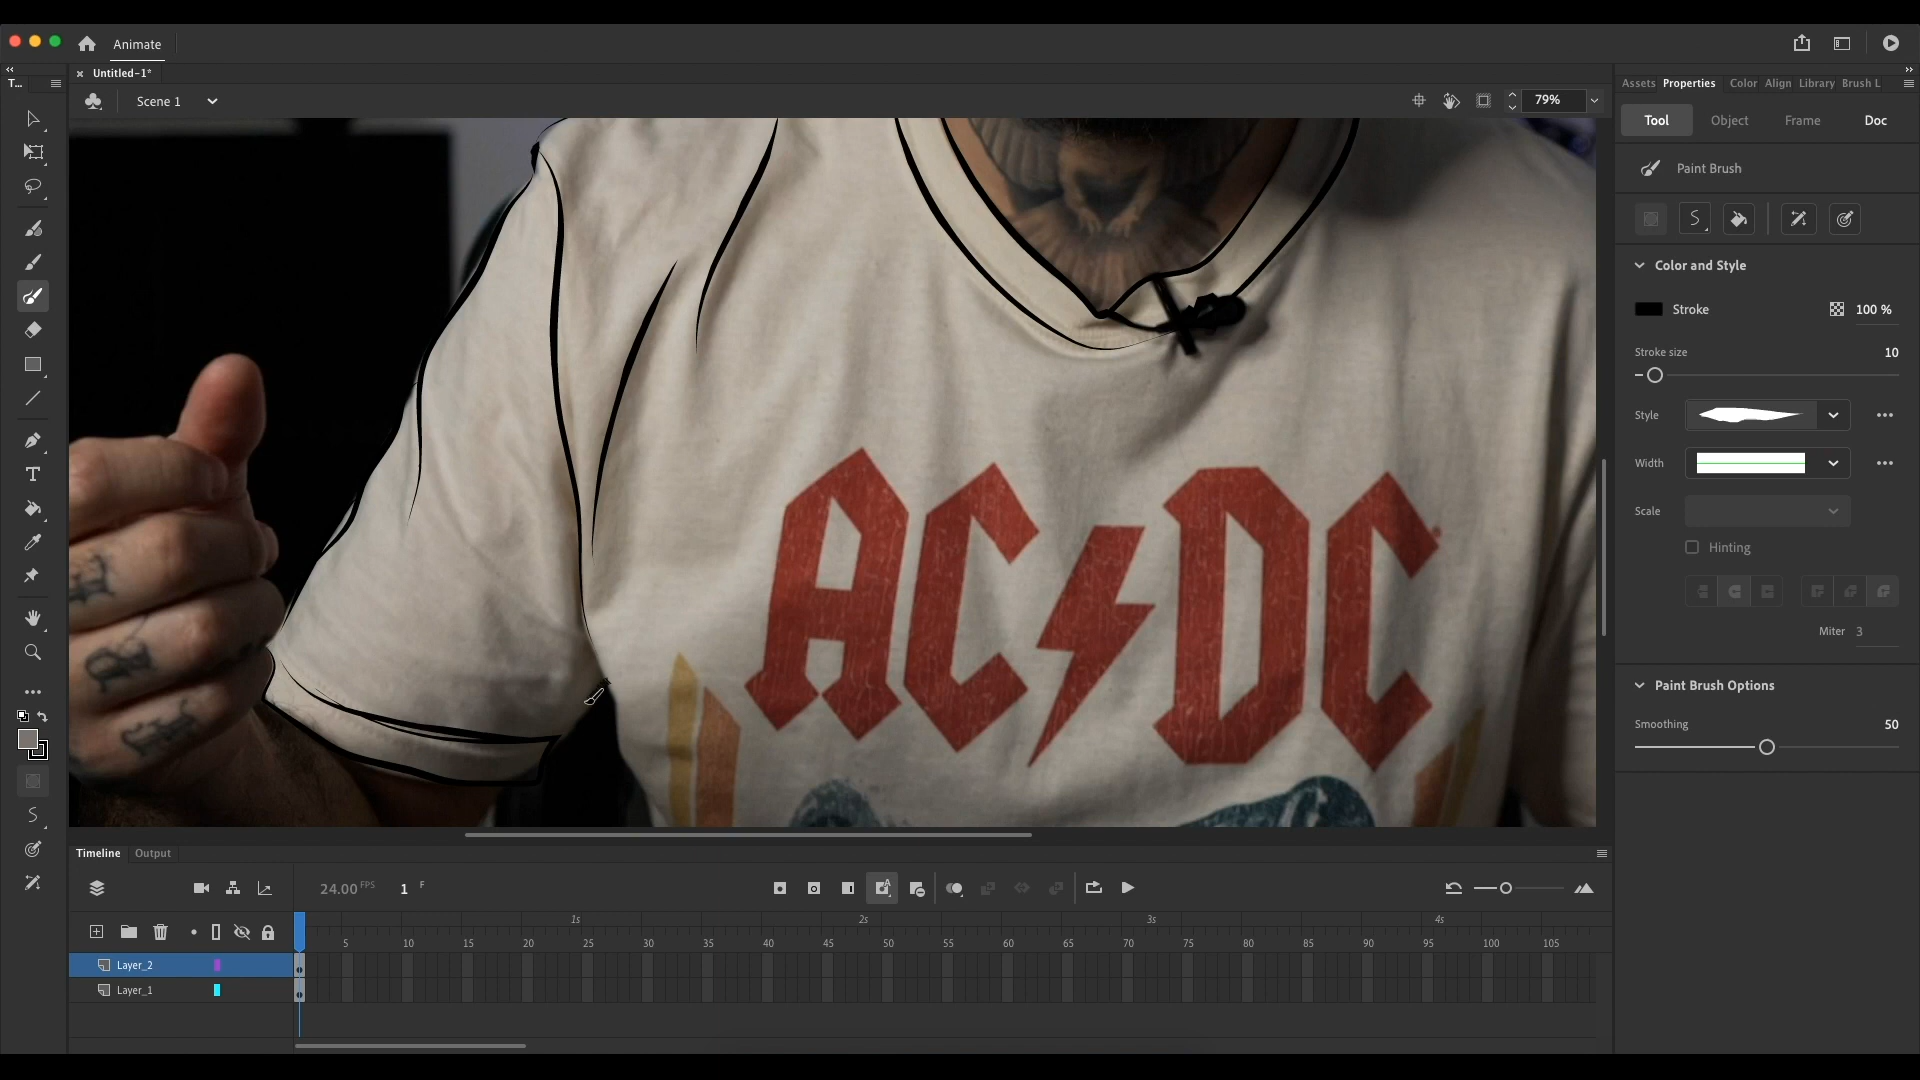 Animate
T...
Untitled-1*
Scene 1
79%
Assets Properties Color Align Library Brush L
Tool Object Frame Doc
Paint Brush
Color and Style
Stroke 100 %
Stroke size 10
Style
Width
Scale
Hinting
Miter 3
Paint Brush Options
Smoothing 50
AC DC
Timeline Output
24.00 FPS 1 F
1s 2s 3s 4s
5 10 15 20 25 30 35 40 45 50 55 60 65 70 75 80 85 90 95 100 105
Layer_2
Layer_1